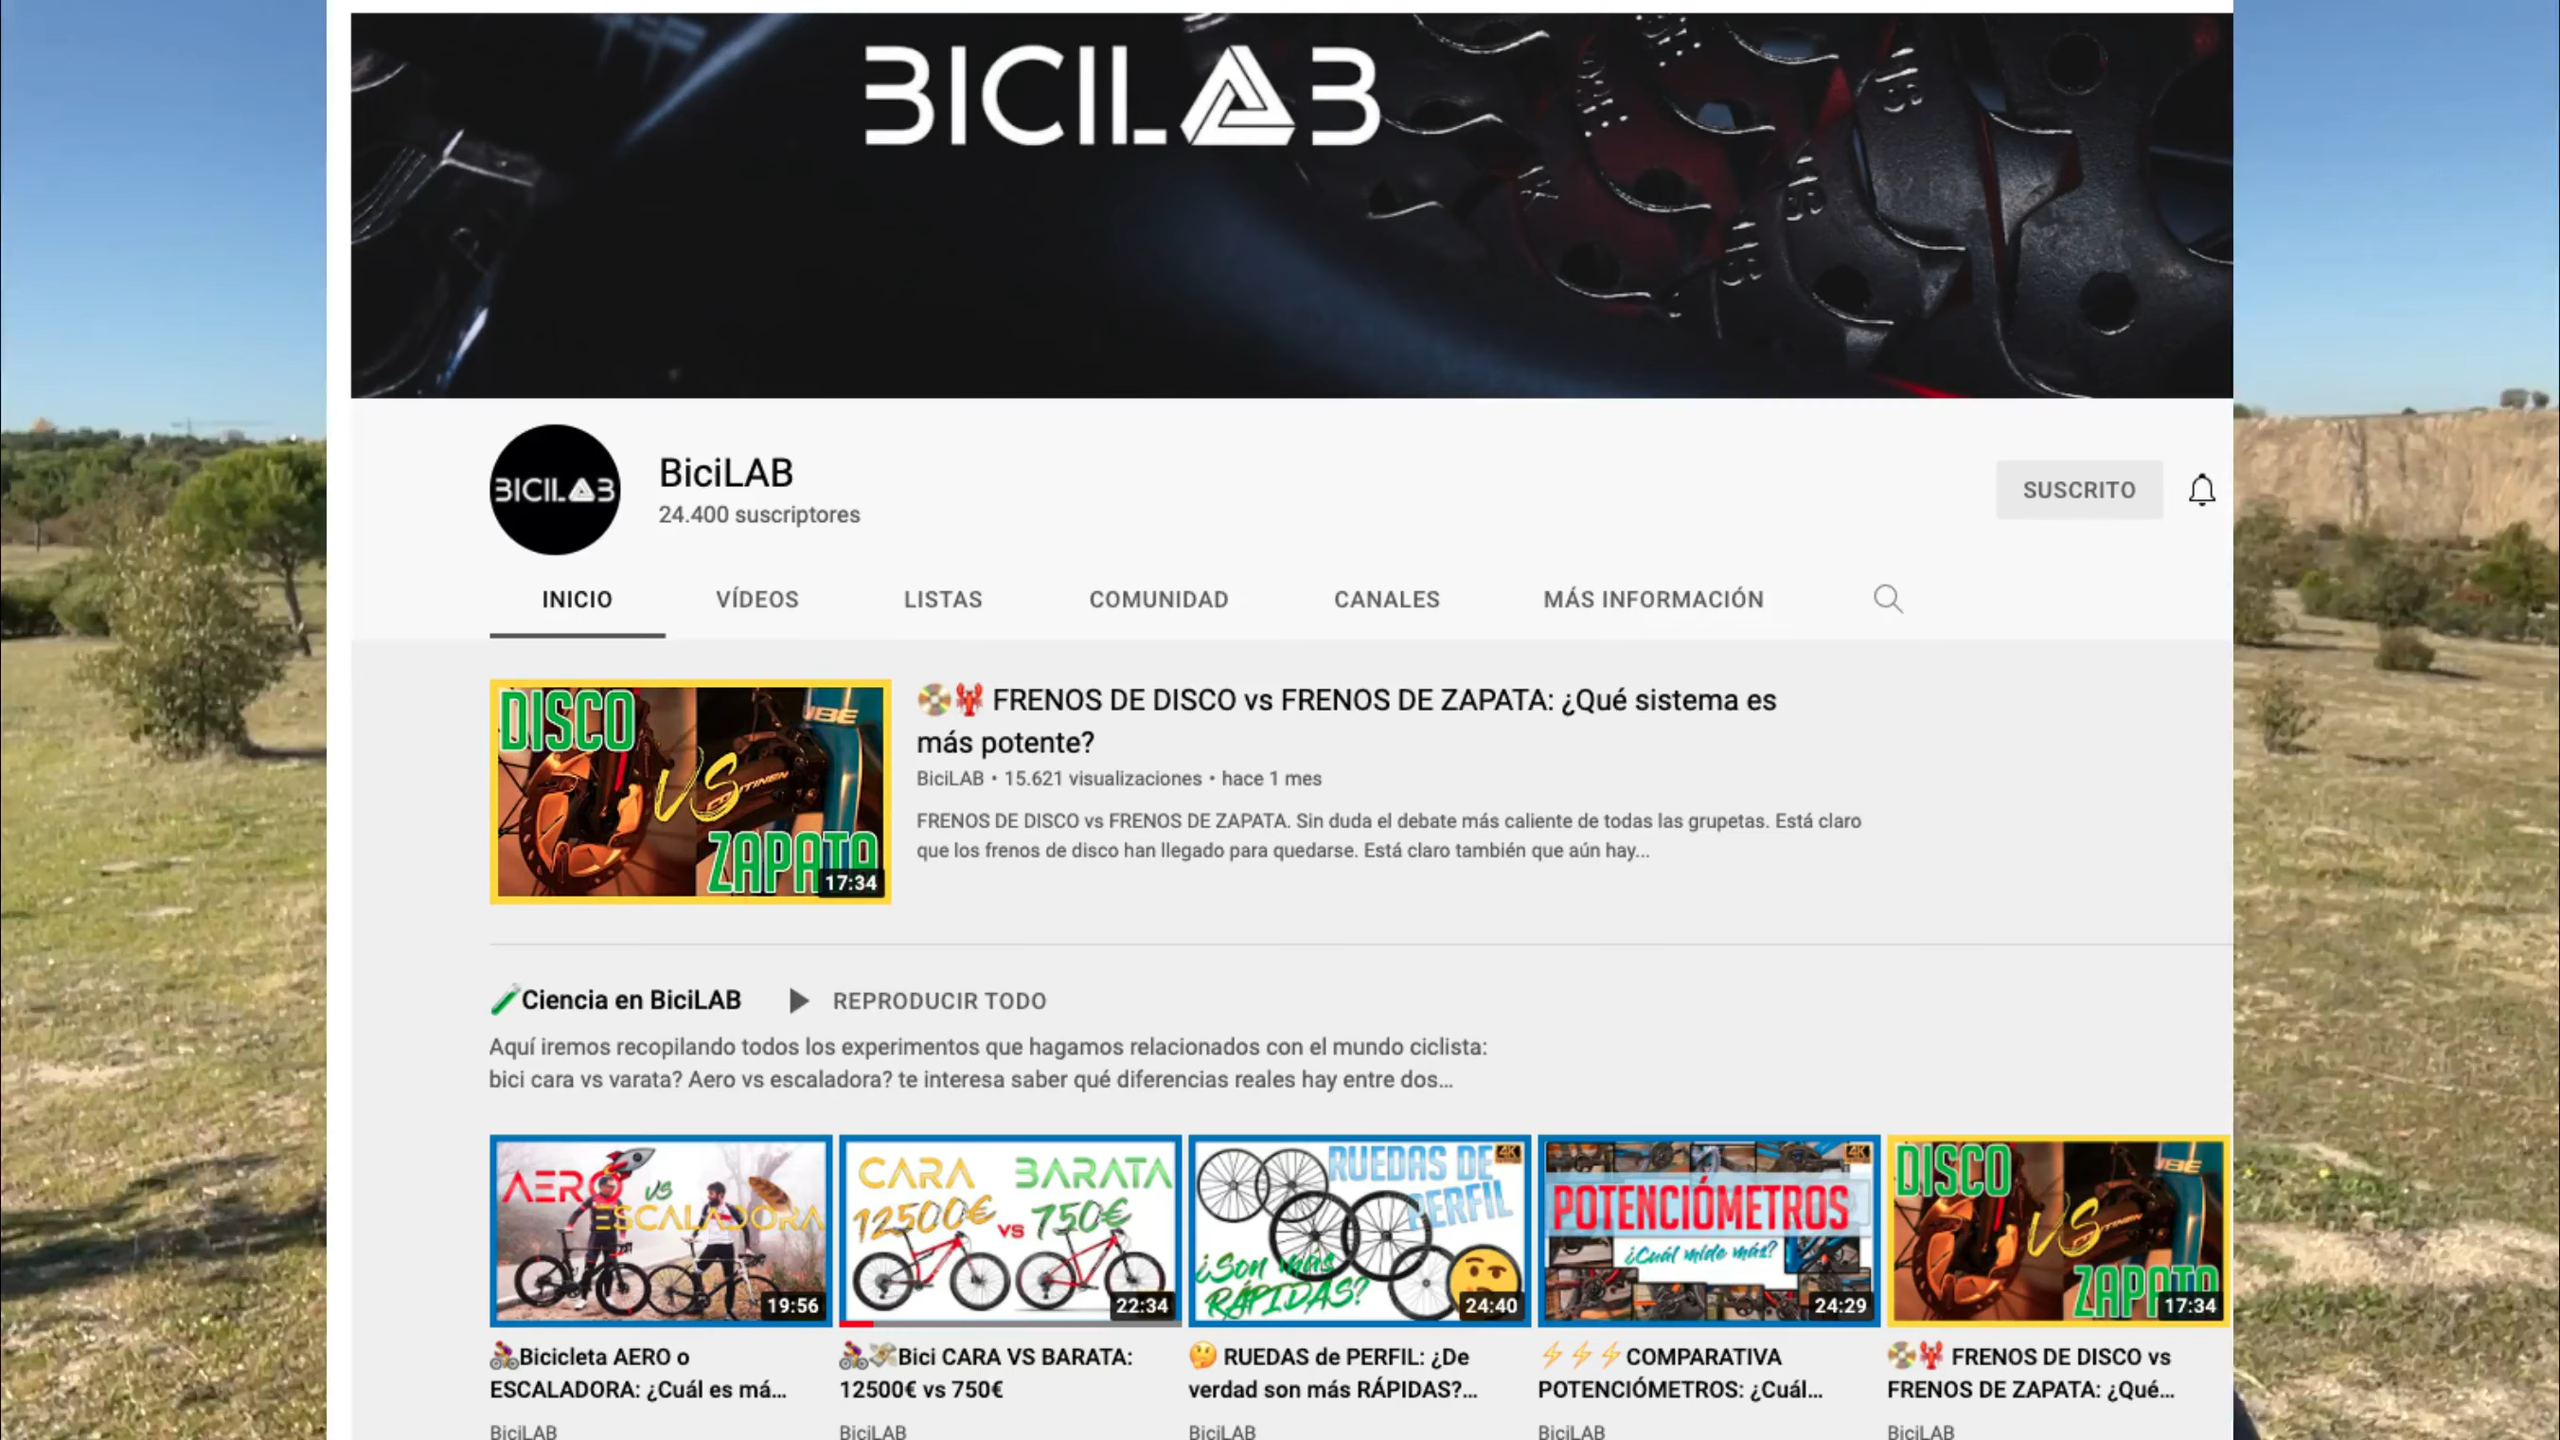 BICILAB
BICILAB
BiciLAB
24.400 suscriptores
SUSCRITO
INICIO VÍDEOS LISTAS COMUNIDAD CANALES MÁS INFORMACIÓN
DISCO
VS
ZAPATA
17:34
FRENOS DE DISCO vs FRENOS DE ZAPATA: ¿Qué sistema es
más potente?
BiciLAB • 15.621 visualizaciones • hace 1 mes
FRENOS DE DISCO vs FRENOS DE ZAPATA. Sin duda el debate más caliente de todas las grupetas. Está claro
que los frenos de disco han llegado para quedarse. Está claro también que aún hay...
Ciencia en BiciLAB REPRODUCIR TODO
Aquí iremos recopilando todos los experimentos que hagamos relacionados con el mundo ciclista:
bici cara vs varata? Aero vs escaladora? te interesa saber qué diferencias reales hay entre dos...
AERO
VS
ESCALADORA
19:56
CARA BARATA
12500€ VS 750€
22:34
RUEDAS DE
PERFIL
4K
¿Son más
RÁPIDAS?
24:40
4K
POTENCIÓMETROS
¿Cuál mide más?
24:29
DISCO
VS
ZAPATA
17:34
Bicicleta AERO o
ESCALADORA: ¿Cuál es má...
BiciLAB
Bici CARA VS BARATA:
12500€ vs 750€
BiciLAB
RUEDAS de PERFIL: ¿De
verdad son más RÁPIDAS?...
BiciLAB
COMPARATIVA
POTENCIÓMETROS: ¿Cuál...
BiciLAB
FRENOS DE DISCO vs
FRENOS DE ZAPATA: ¿Qué...
BiciLAB